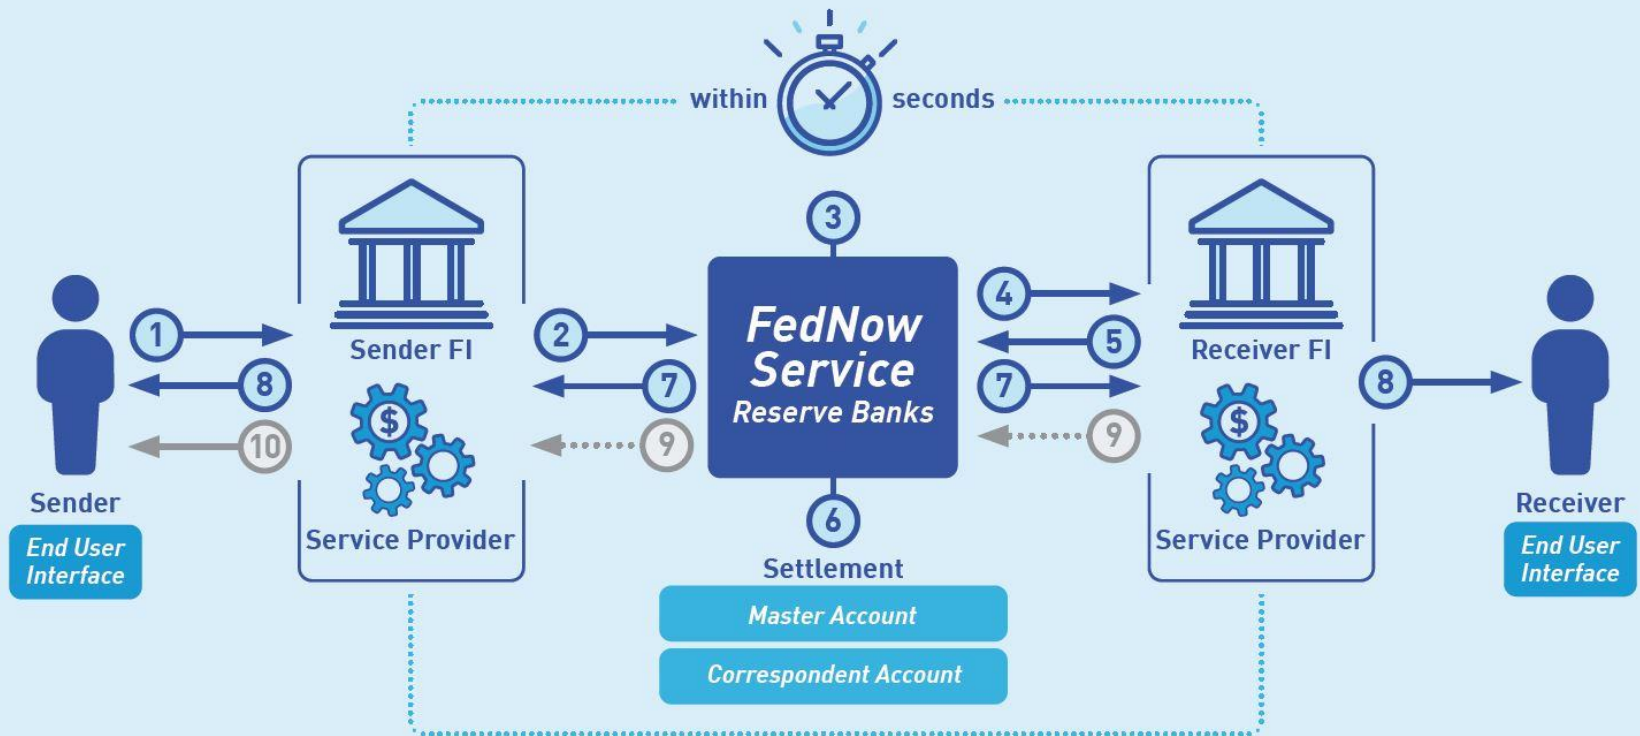 within
seconds
3
1
8
10
Sender
End User
Interface
Sender FI
$
Service Provider
2
7
9
FedNow
Service
Reserve Banks
6
Settlement
Master Account
Correspondent Account
4
5
7
9
Receiver FI
$
Service Provider
8
Receiver
End User
Interface